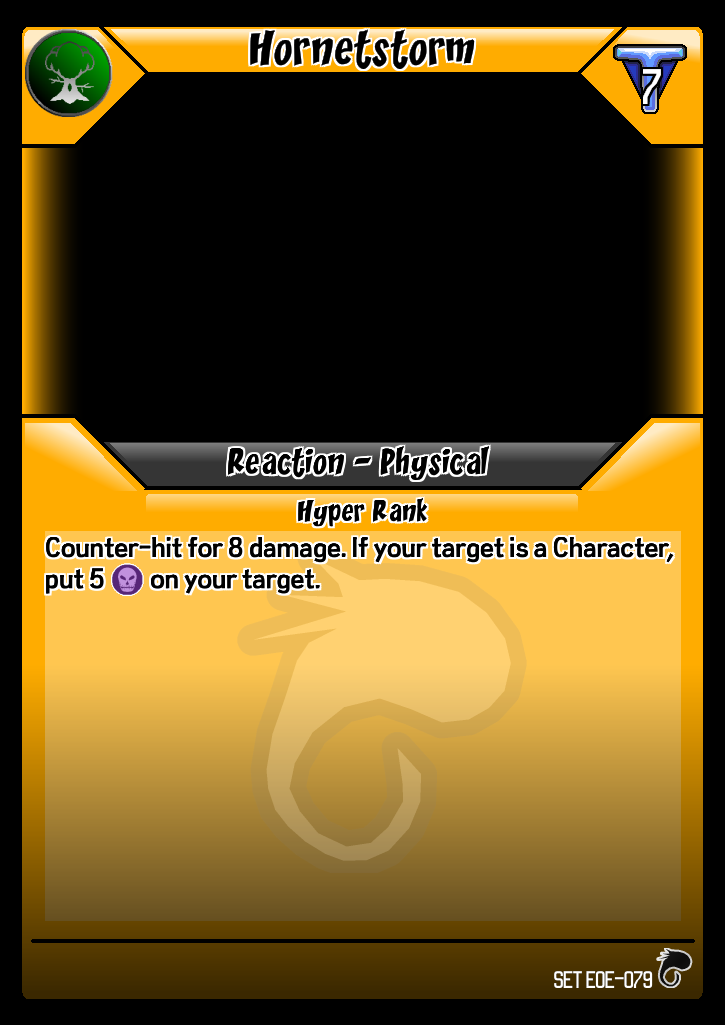 Hornetstorm
7
Reaction - Physical
Hyper Rank
Counter-hit for 8 damage. If your target is a Character,
put 5 on your target.
SET EOE-079